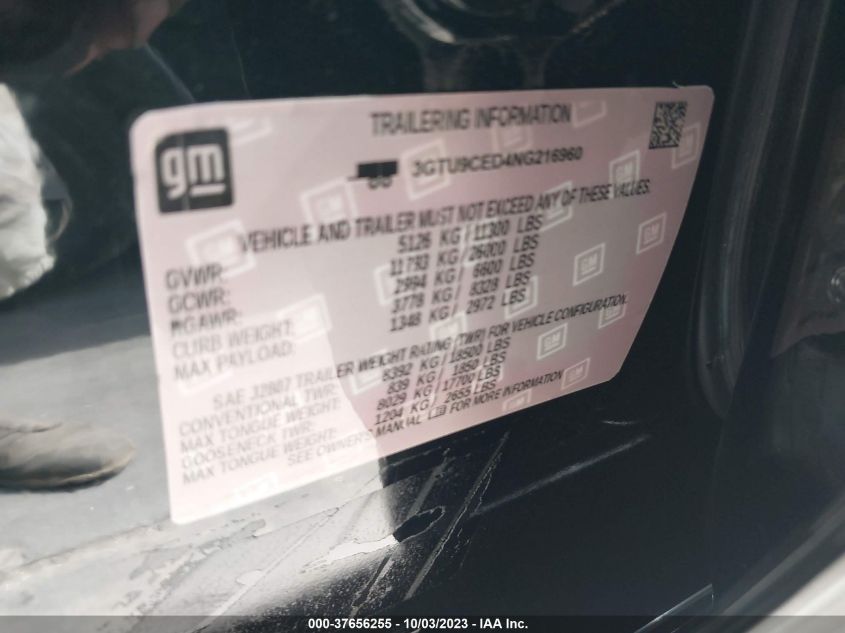 TRAILERING INFORMATION
gm
3GTU9CED4NG216960
VEHICLE AND TRAILER MUST NOT EXCEED ANY OF THESE VALUES.
GVWR: 5126 KG / 11300 LBS
GCWR: 11793 KG / 26000 LBS
RGAWR: 2994 KG / 6600 LBS
CURB WEIGHT: 3778 KG / 8328 LBS
MAX PAYLOAD: 1348 KG / 2972 LBS
SAE J2807 TRAILER WEIGHT RATING (TWR) FOR VEHICLE CONFIGURATION.
CONVENTIONAL TWR: 8392 KG / 18500 LBS
MAX TONGUE WEIGHT: 839 KG / 1850 LBS
GOOSENECK TWR: 8029 KG / 17700 LBS
MAX TONGUE WEIGHT: 1204 KG / 2655 LBS
SEE OWNER'S MANUAL FOR MORE INFORMATION
000-37656255 - 10/03/2023 - IAA Inc.